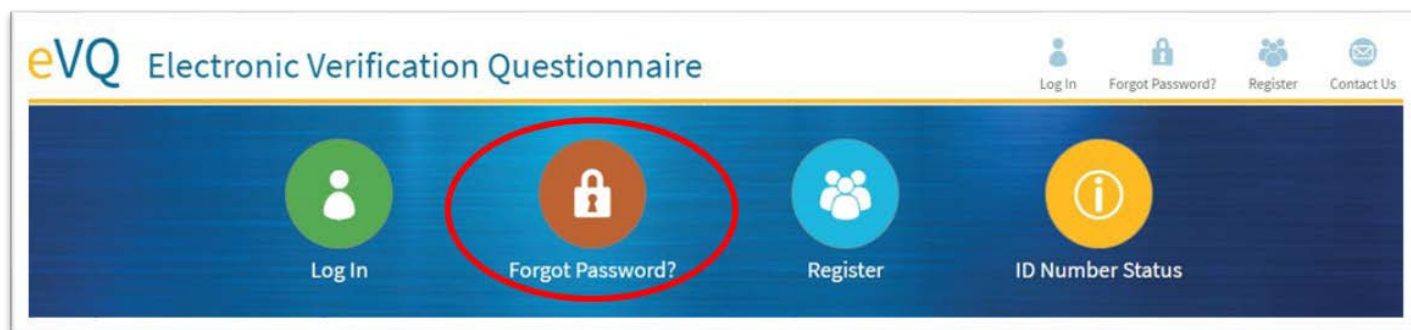 eVQ Electronic Verification Questionnaire
Log In Forgot Password? Register Contact Us
Log In Forgot Password? Register ID Number Status